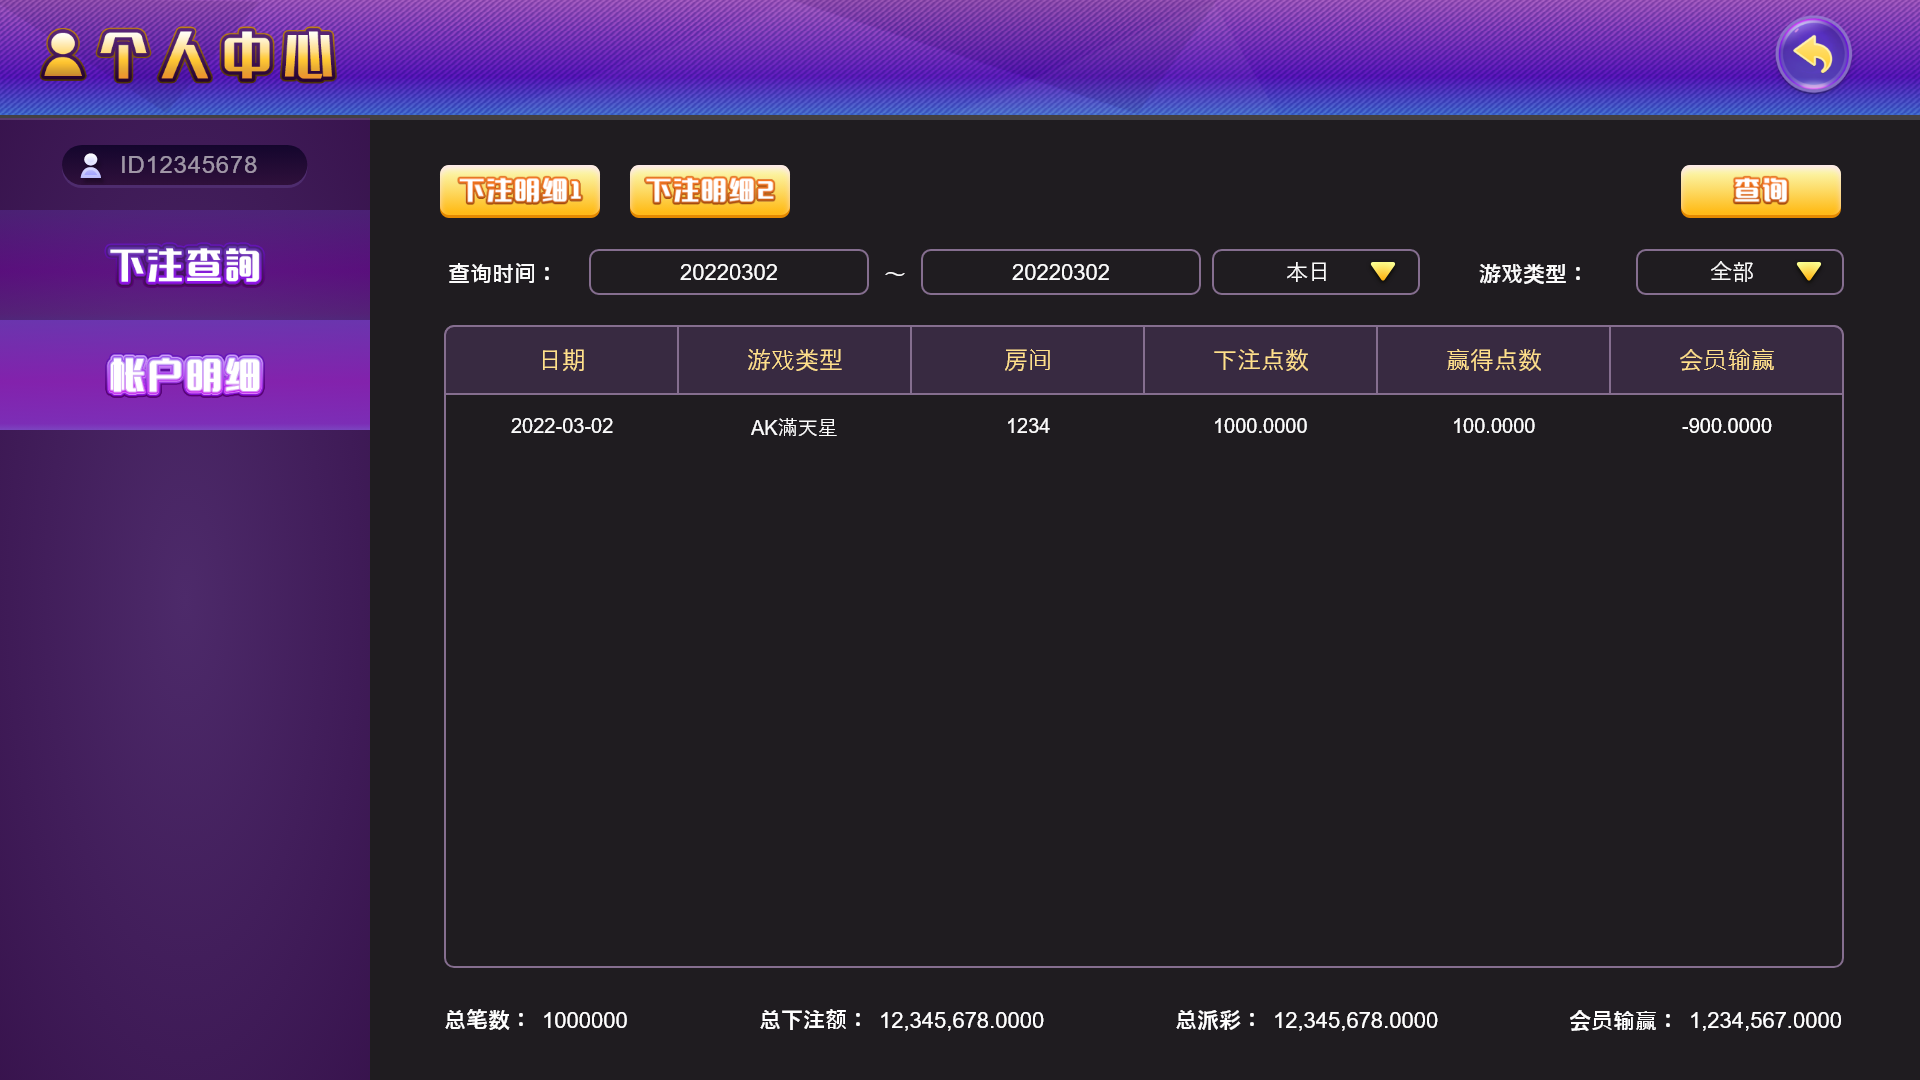 个人中心
ID12345678
下注查詢
帐户明细
下注明细1 下注明细2 查询
查询时间： 20220302 ～ 20220302 本日 游戏类型： 全部
日期 游戏类型 房间 下注点数 赢得点数 会员输赢
2022-03-02 AK滿天星 1234 1000.0000 100.0000 -900.0000
总笔数： 1000000 总下注额： 12,345,678.0000 总派彩： 12,345,678.0000 会员输赢： 1,234,567.0000